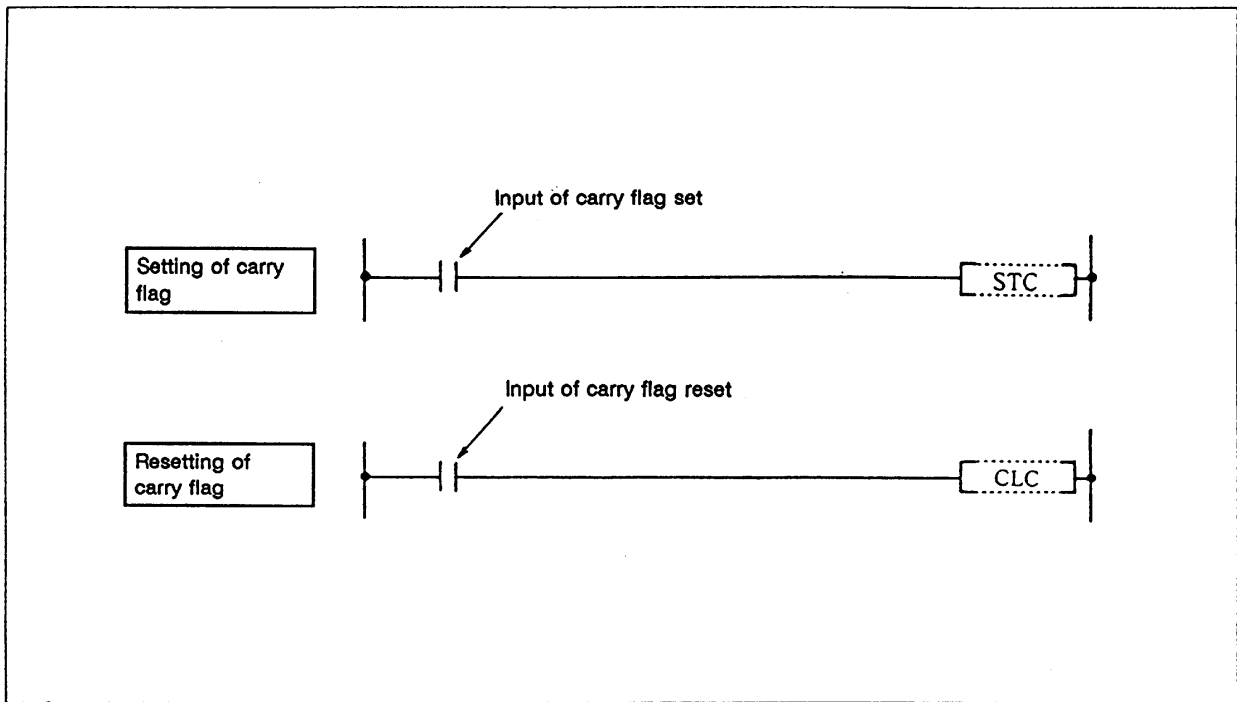 Input of carry flag set
Setting of carry
flag
STC
Input of carry flag reset
Resetting of
carry flag
CLC